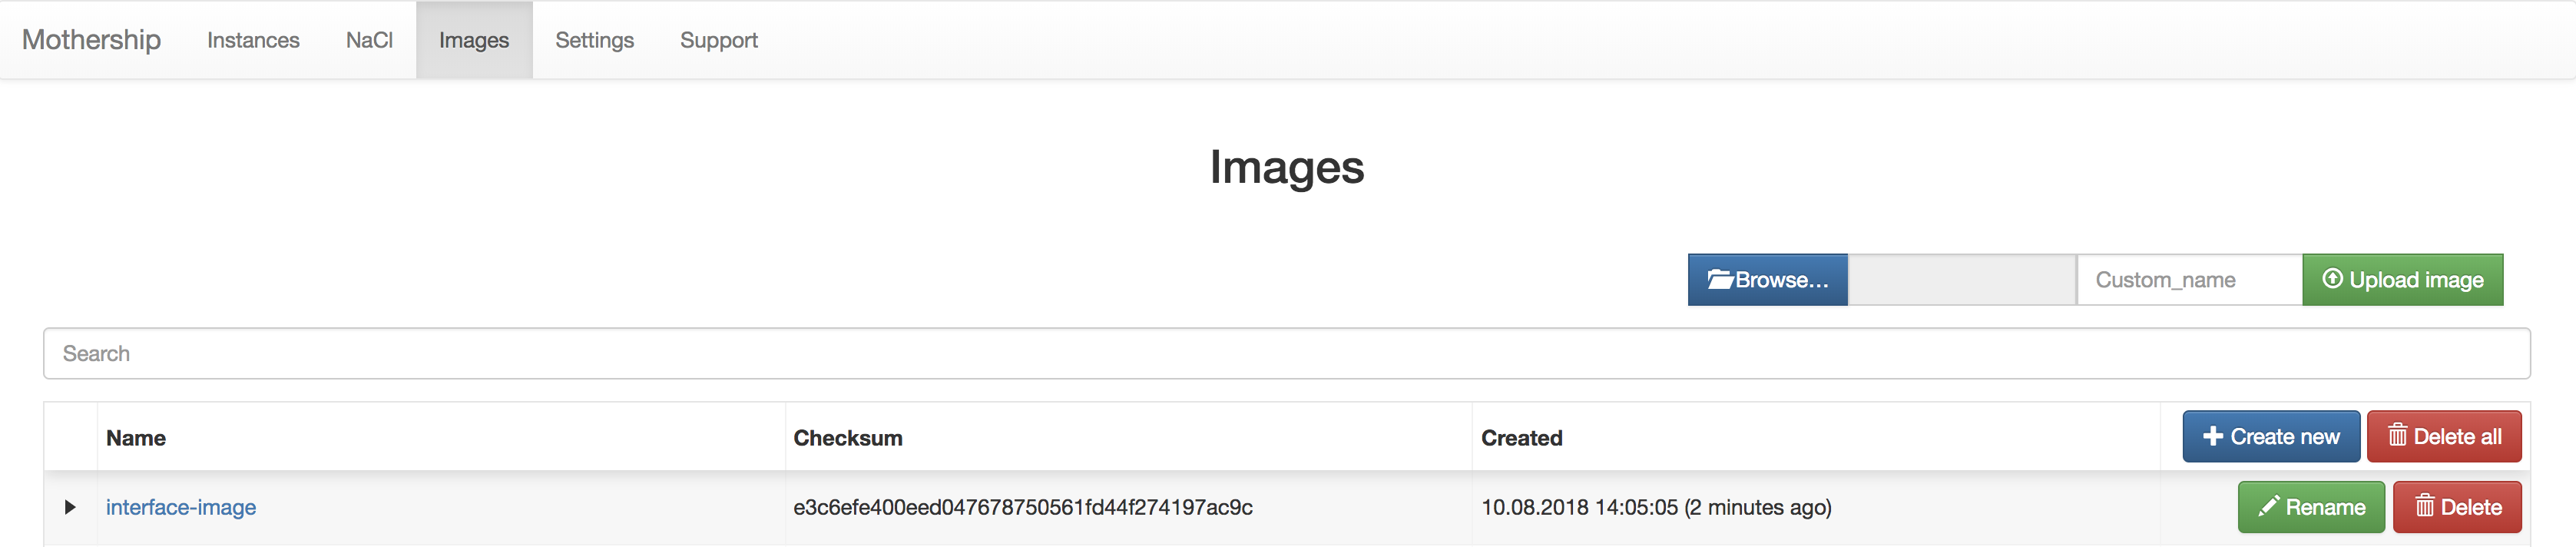 Mothership Instances NaCl Images Settings Support
Images
Browse... Custom_name Upload image
Search
Name Checksum Created Create new Delete all
interface-image e3c6efe400eed047678750561fd44f274197ac9c 10.08.2018 14:05:05 (2 minutes ago) Rename Delete